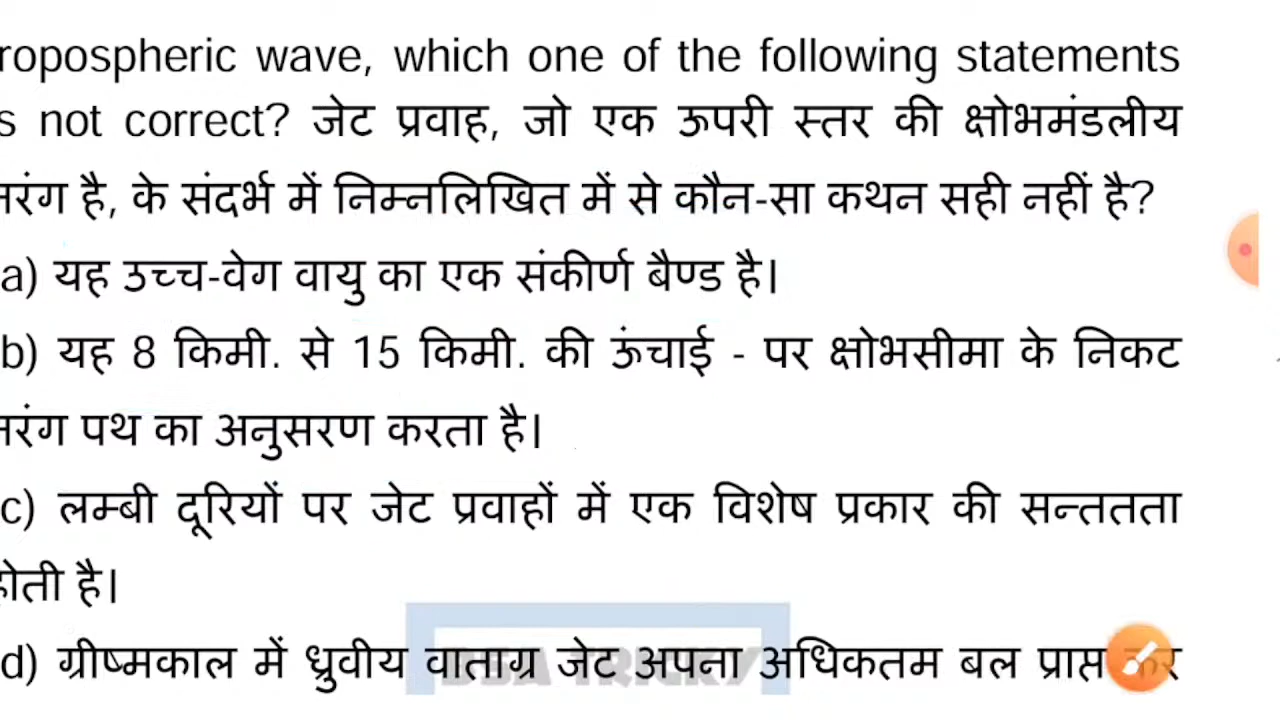 ropospheric wave, which one of the following statements
s not correct? जेट प्रवाह, जो एक ऊपरी स्तर की क्षोभमंडलीय
तरंग है, के संदर्भ में निम्नलिखित में से कौन-सा कथन सही नहीं है?
a) यह उच्च-वेग वायु का एक संकीर्ण बैण्ड है।
b) यह 8 किमी. से 15 किमी. की ऊंचाई - पर क्षोभसीमा के निकट
तरंग पथ का अनुसरण करता है।
c) लम्बी दूरियों पर जेट प्रवाहों में एक विशेष प्रकार की सन्ततता
होती है।
d) ग्रीष्मकाल में ध्रुवीय वाताग्र जेट अपना अधिकतम बल प्राप्त कर